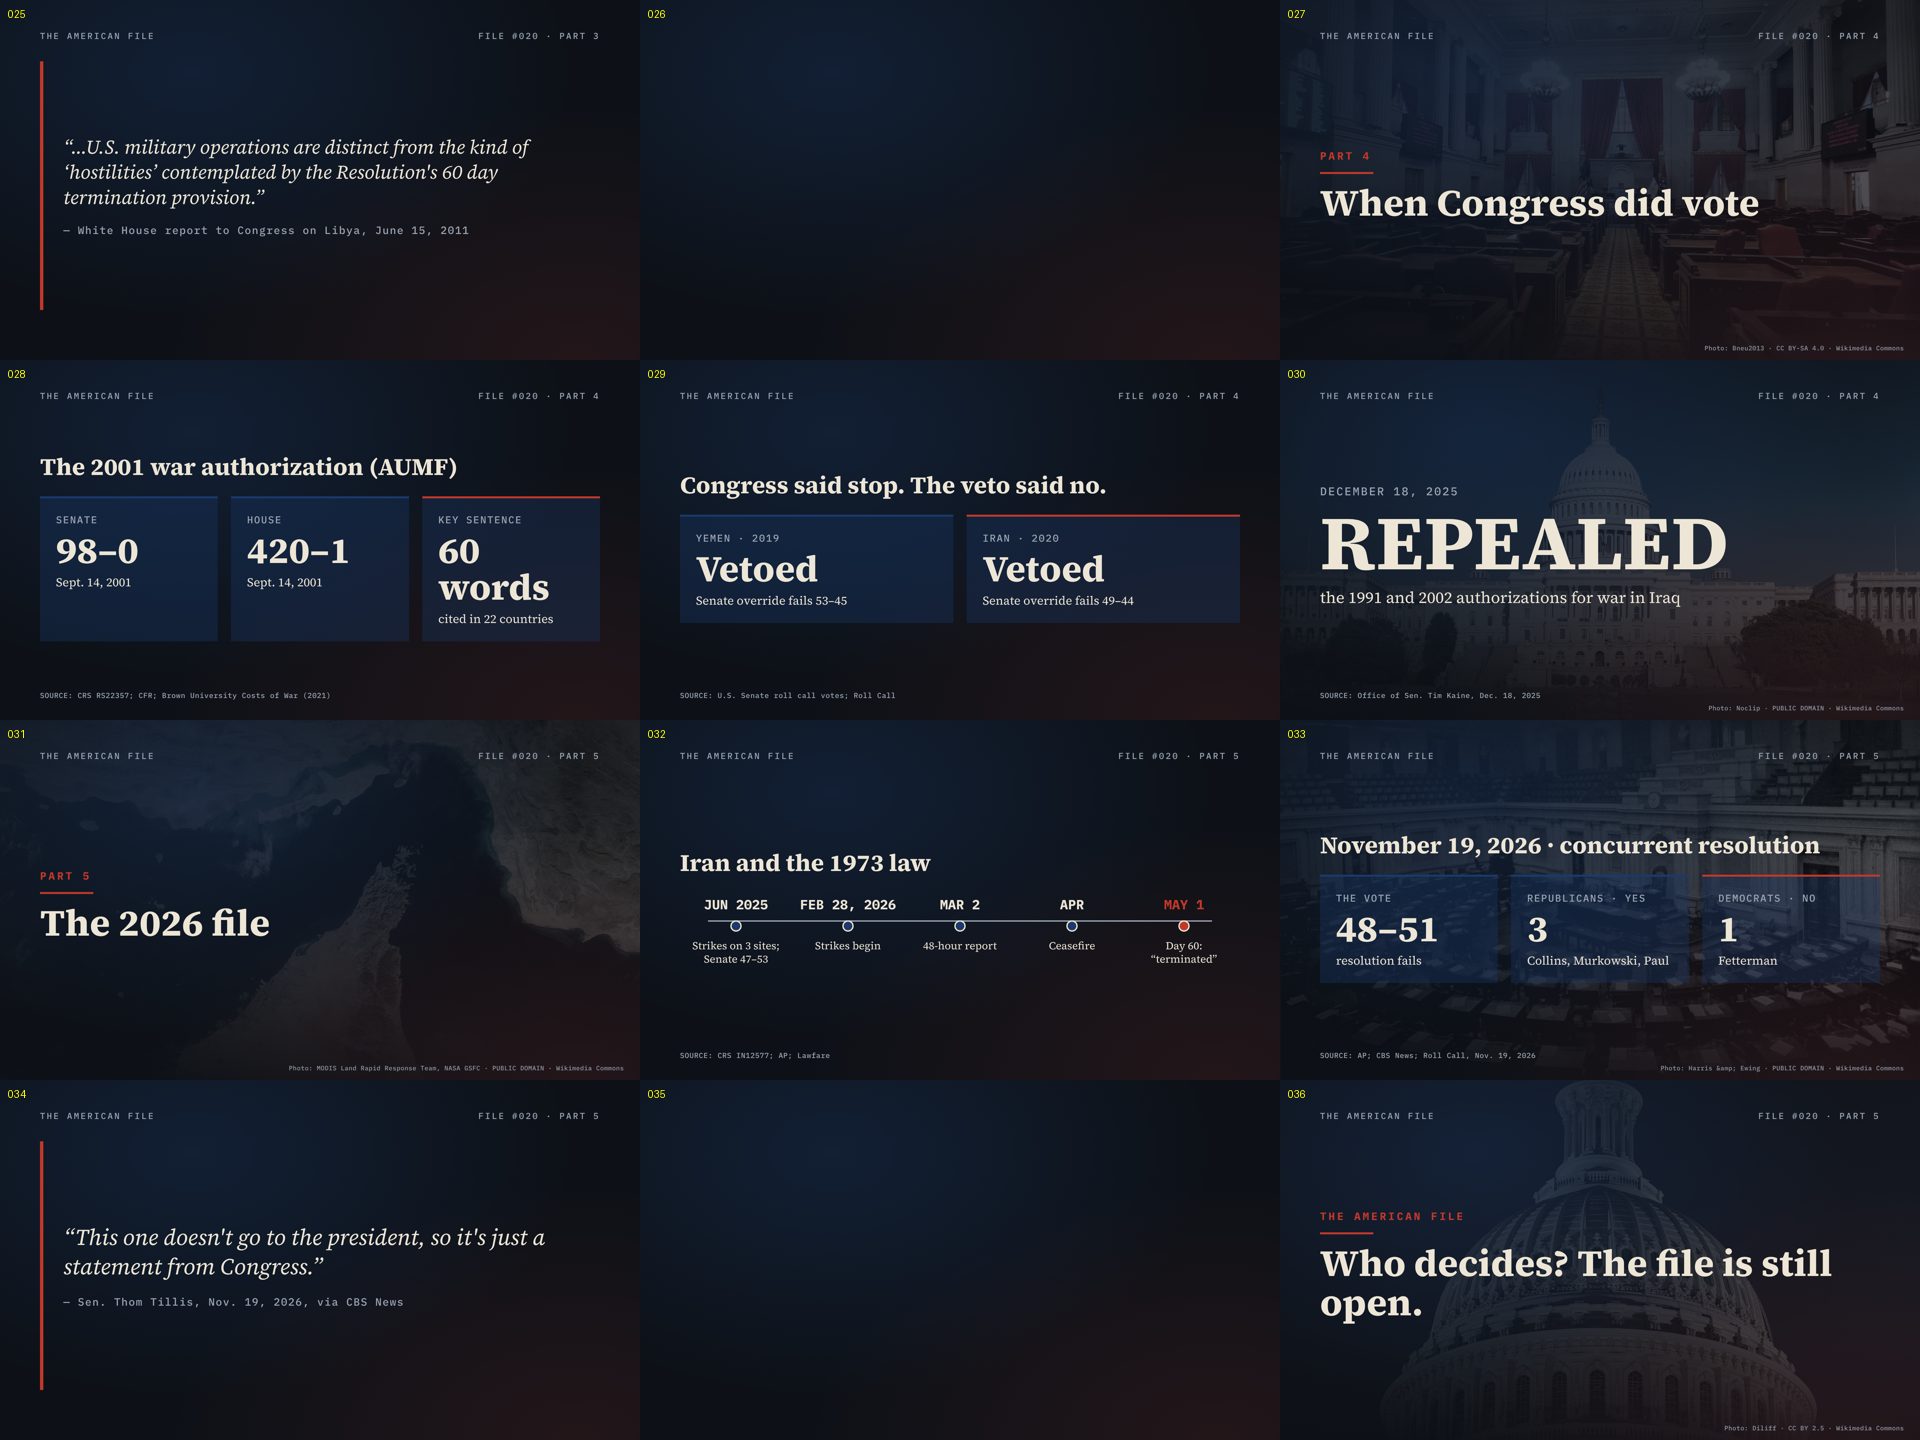 025
THE AMERICAN FILE
FILE #020 · PART 3
“...U.S. military operations are distinct from the kind of
‘hostilities’ contemplated by the Resolution's 60 day
termination provision.”
— White House report to Congress on Libya, June 15, 2011
026
027
THE AMERICAN FILE
FILE #020 · PART 4
PART 4
When Congress did vote
Photo: Bneu2013 · CC BY-SA 4.0 · Wikimedia Commons
028
THE AMERICAN FILE
FILE #020 · PART 4
The 2001 war authorization (AUMF)
SENATE
98–0
Sept. 14, 2001
HOUSE
420–1
Sept. 14, 2001
KEY SENTENCE
60
words
cited in 22 countries
SOURCE: CRS RS22357; CFR; Brown University Costs of War (2021)
029
THE AMERICAN FILE
FILE #020 · PART 4
Congress said stop. The veto said no.
YEMEN · 2019
Vetoed
Senate override fails 53–45
IRAN · 2020
Vetoed
Senate override fails 49–44
SOURCE: U.S. Senate roll call votes; Roll Call
030
THE AMERICAN FILE
FILE #020 · PART 4
DECEMBER 18, 2025
REPEALED
the 1991 and 2002 authorizations for war in Iraq
SOURCE: Office of Sen. Tim Kaine, Dec. 18, 2025
Photo: Noclip · PUBLIC DOMAIN · Wikimedia Commons
031
THE AMERICAN FILE
FILE #020 · PART 5
PART 5
The 2026 file
Photo: MODIS Land Rapid Response Team, NASA GSFC · PUBLIC DOMAIN · Wikimedia Commons
032
THE AMERICAN FILE
FILE #020 · PART 5
Iran and the 1973 law
JUN 2025
Strikes on 3 sites;
Senate 47–53
FEB 28, 2026
Strikes begin
MAR 2
48-hour report
APR
Ceasefire
MAY 1
Day 60:
“terminated”
SOURCE: CRS IN12577; AP; Lawfare
033
THE AMERICAN FILE
FILE #020 · PART 5
November 19, 2026 · concurrent resolution
THE VOTE
48–51
resolution fails
REPUBLICANS · YES
3
Collins, Murkowski, Paul
DEMOCRATS · NO
1
Fetterman
SOURCE: AP; CBS News; Roll Call, Nov. 19, 2026
Photo: Harris &amp; Ewing · PUBLIC DOMAIN · Wikimedia Commons
034
THE AMERICAN FILE
FILE #020 · PART 5
“This one doesn't go to the president, so it's just a
statement from Congress.”
— Sen. Thom Tillis, Nov. 19, 2026, via CBS News
035
036
THE AMERICAN FILE
FILE #020 · PART 5
THE AMERICAN FILE
Who decides? The file is still
open.
Photo: Diliff · CC BY 2.5 · Wikimedia Commons